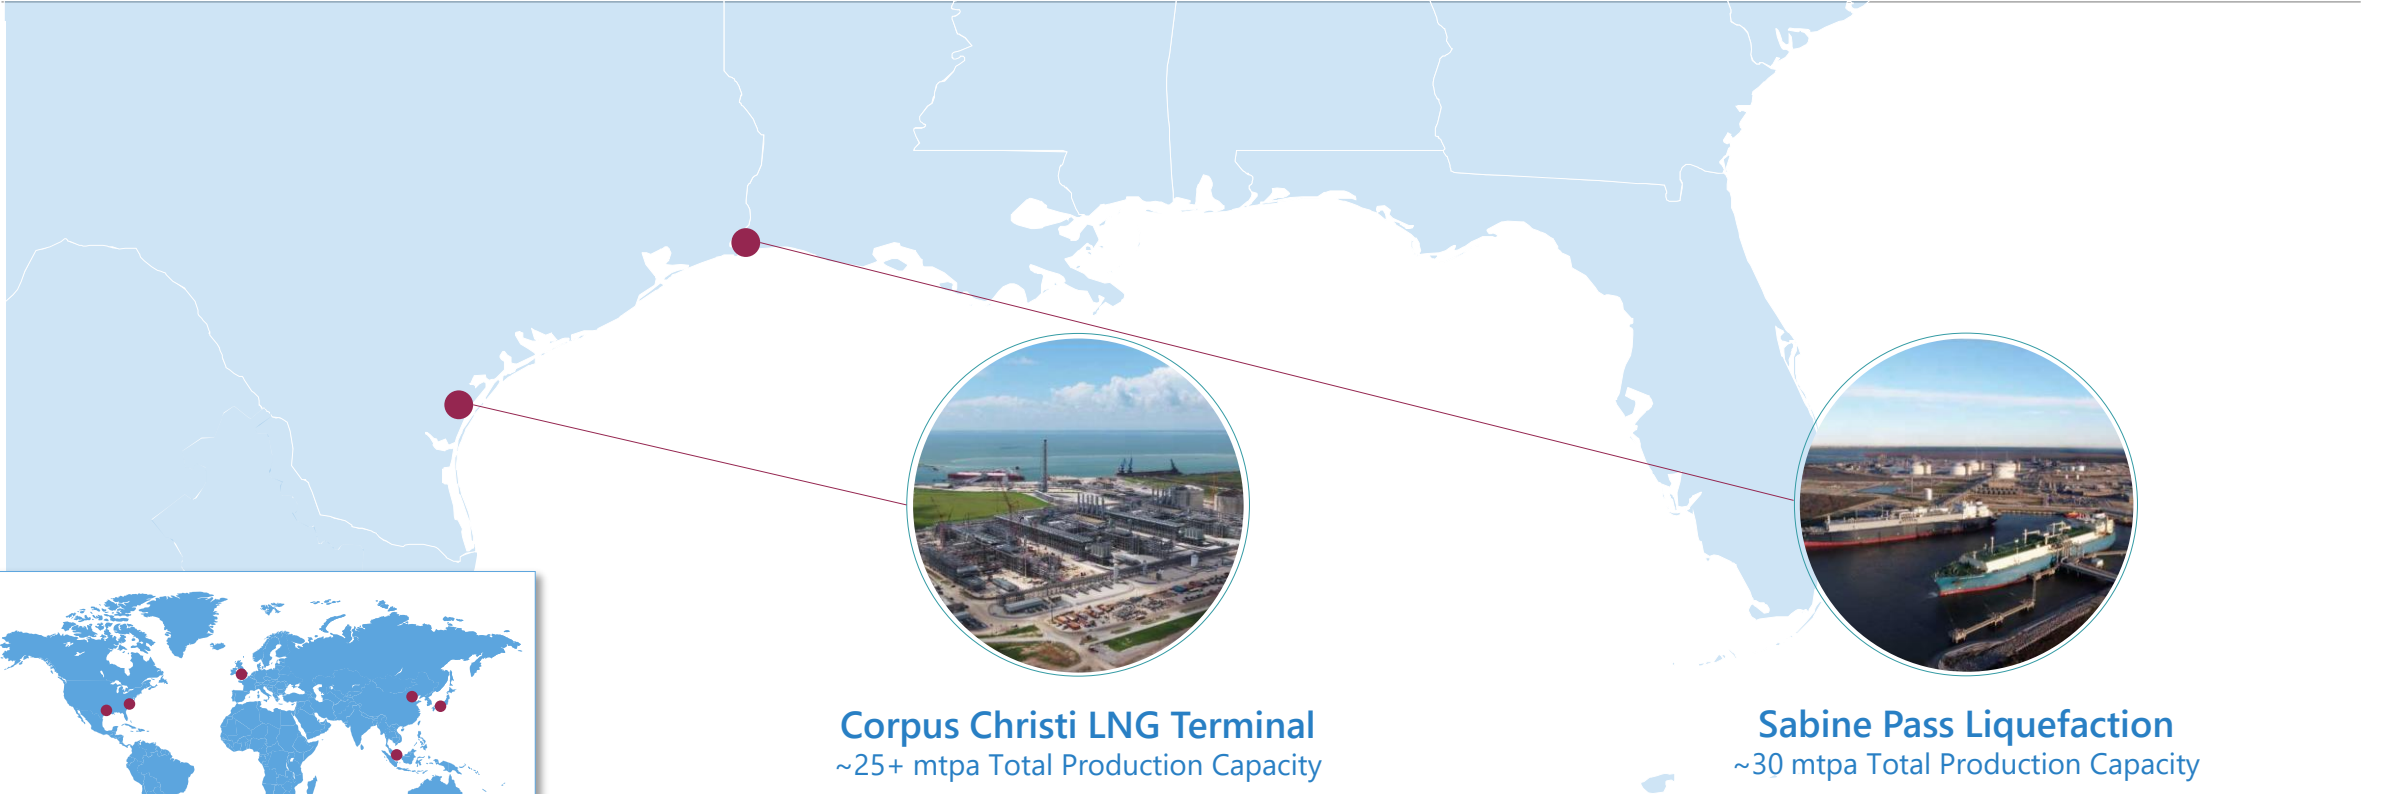 Corpus Christi LNG Terminal
~25+ mtpa Total Production Capacity
Sabine Pass Liquefaction
~30 mtpa Total Production Capacity